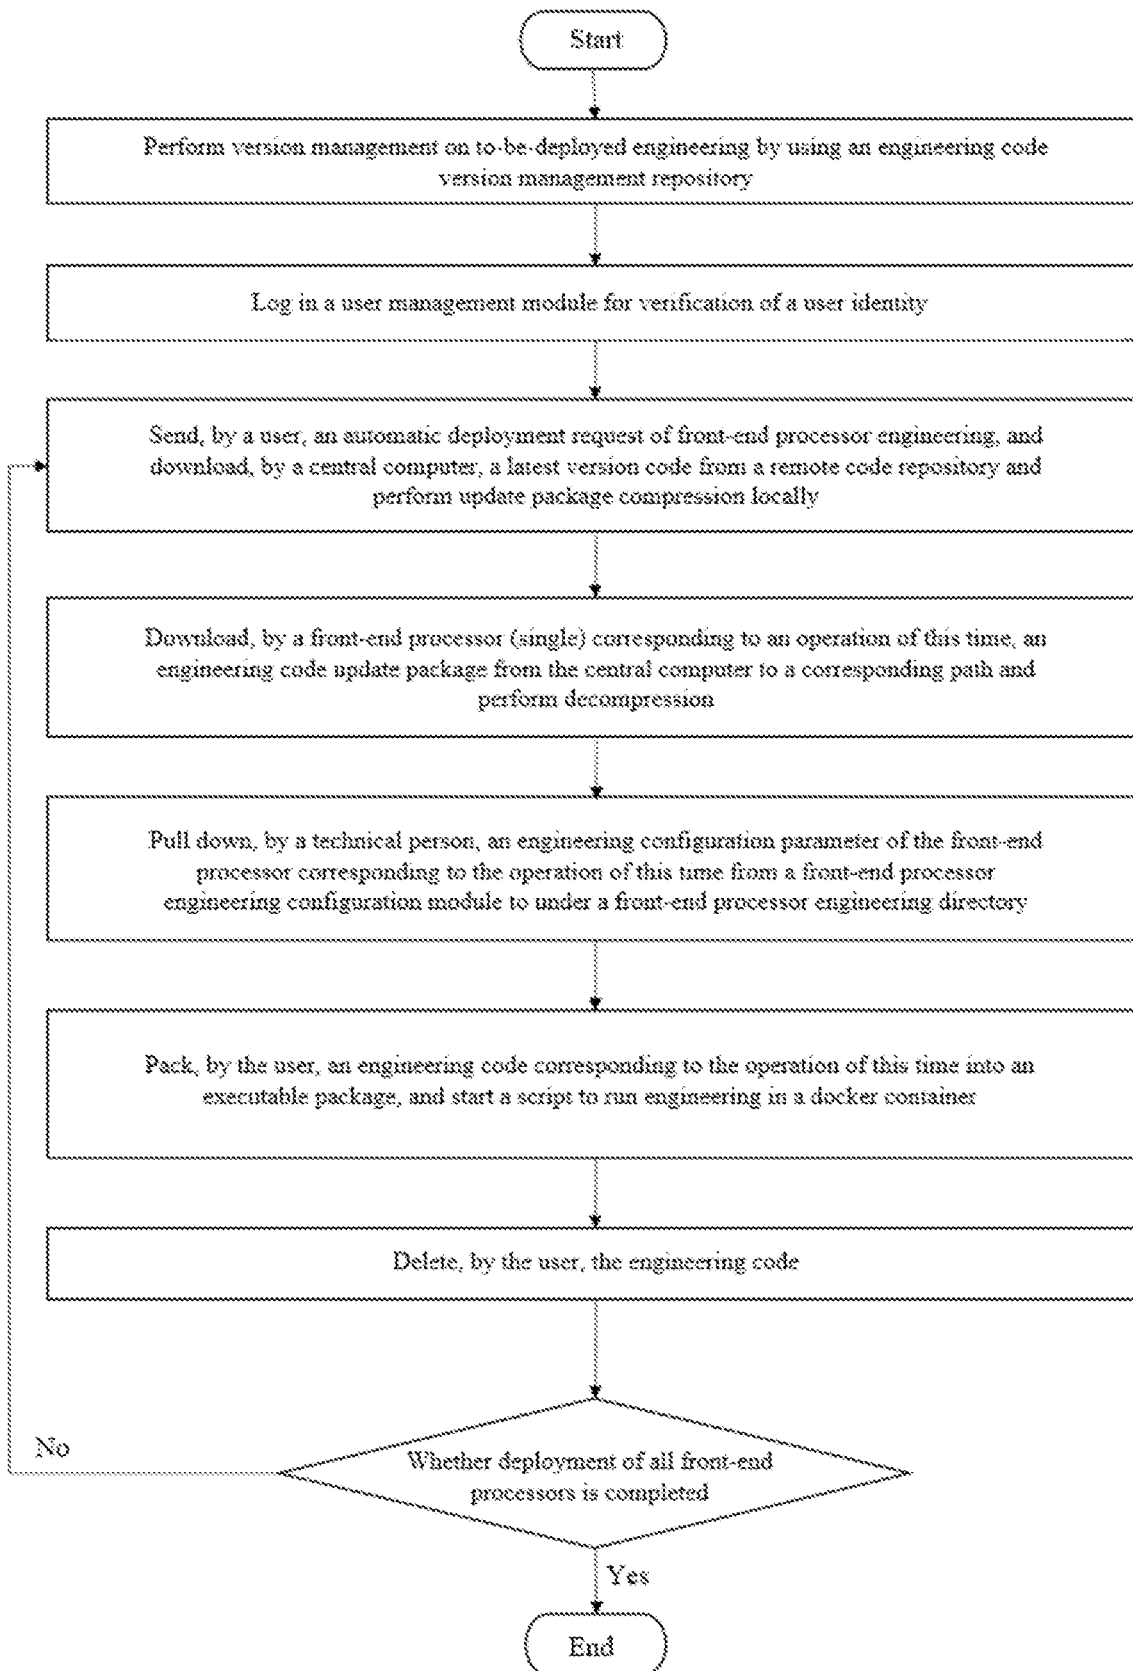 Start
Perform version management on to-be-deployed engineering by using an engineering code
version management repository
Log in a user management module for verification of a user identity
Send, by a user, an automatic deployment request of front-end processor engineering, and
download, by a central computer, a latest version code from a remote code repository and
perform update package compression locally
Download, by a front-end processor (single) corresponding to an operation of this time, an
engineering code update package from the central computer to a corresponding path and
perform decompression
Pull down, by a technical person, an engineering configuration parameter of the front-end
processor corresponding to the operation of this time from a front-end processor
engineering configuration module to under a front-end processor engineering directory
Pack, by the user, an engineering code corresponding to the operation of this time into an
executable package, and start a script to run engineering in a docker container
Delete, by the user, the engineering code
No
Whether deployment of all front-end
processors is completed
Yes
End